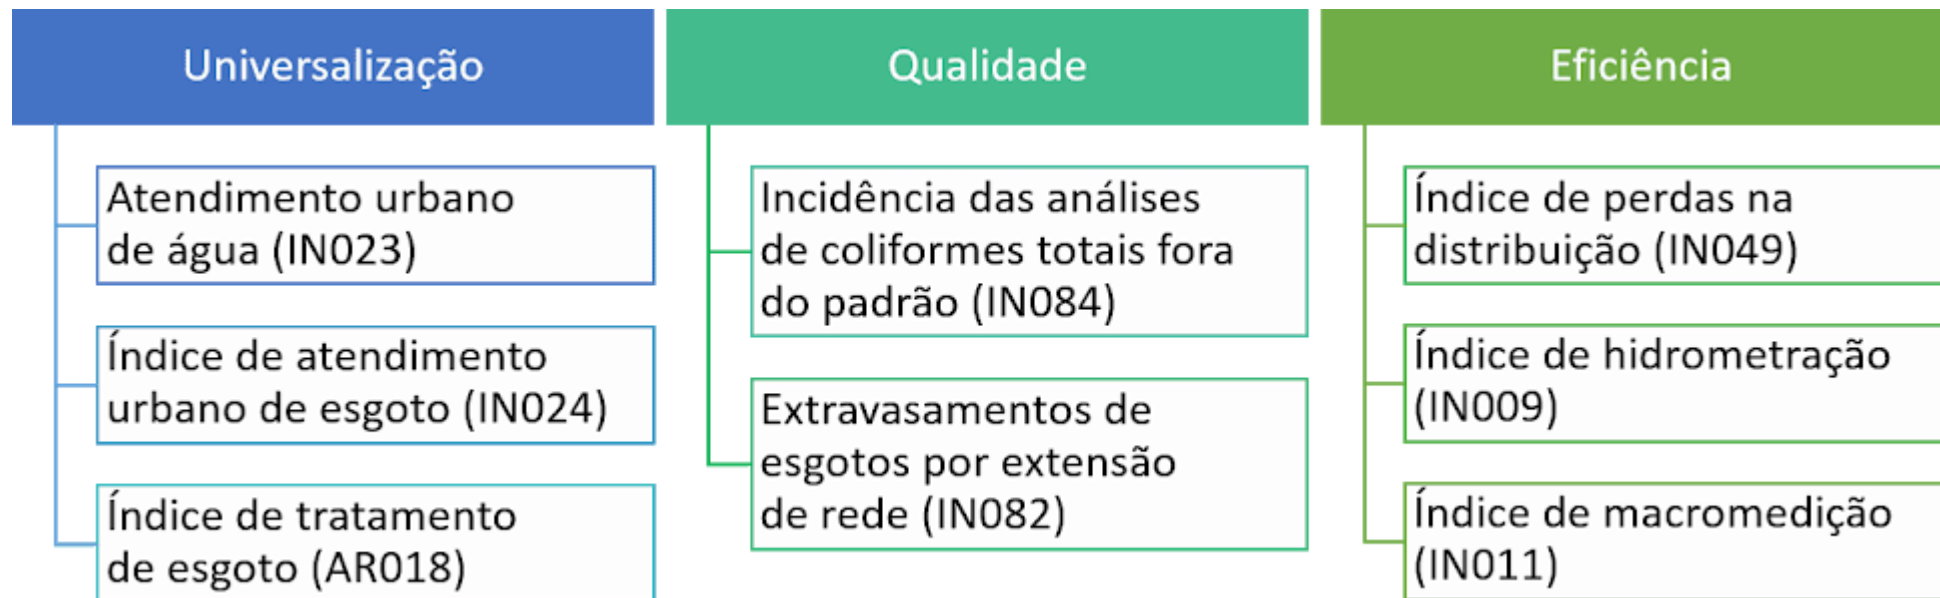 Universalização
Atendimento urbano
de água (IN023)
Índice de atendimento
urbano de esgoto (IN024)
Índice de tratamento
de esgoto (AR018)
Qualidade
Incidência das análises
de coliformes totais fora
do padrão (IN084)
Extravasamentos de
esgotos por extensão
de rede (IN082)
Eficiência
Índice de perdas na
distribuição (IN049)
Índice de hidrometração
(IN009)
Índice de macromedição
(IN011)